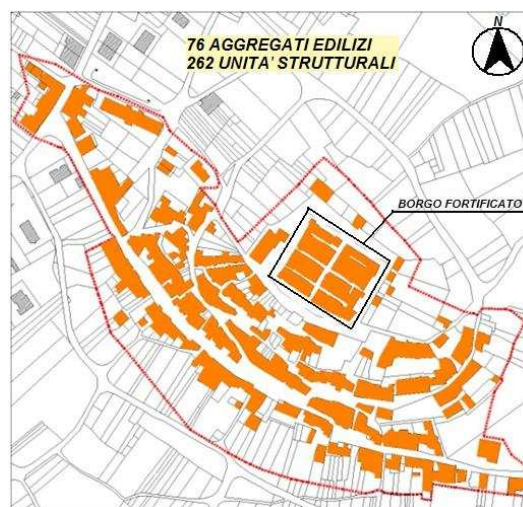 76 AGGREGATI EDILIZI
262 UNITA' STRUTTURALI
N
BORGO FORTIFICATO